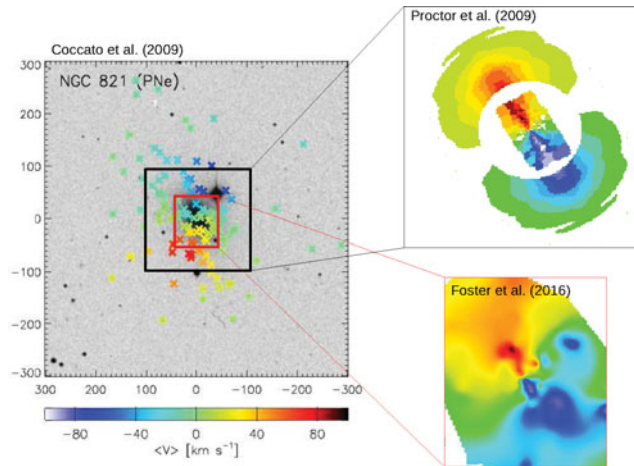 Coccato et al. (2009)
NGC 821 (PNe)
300
200
100
0
−100
−200
−300
300 200 100 0 −100 −200 −300
−80 −40 0 40 80
<V> [km s⁻¹]
Proctor et al. (2009)
Foster et al. (2016)